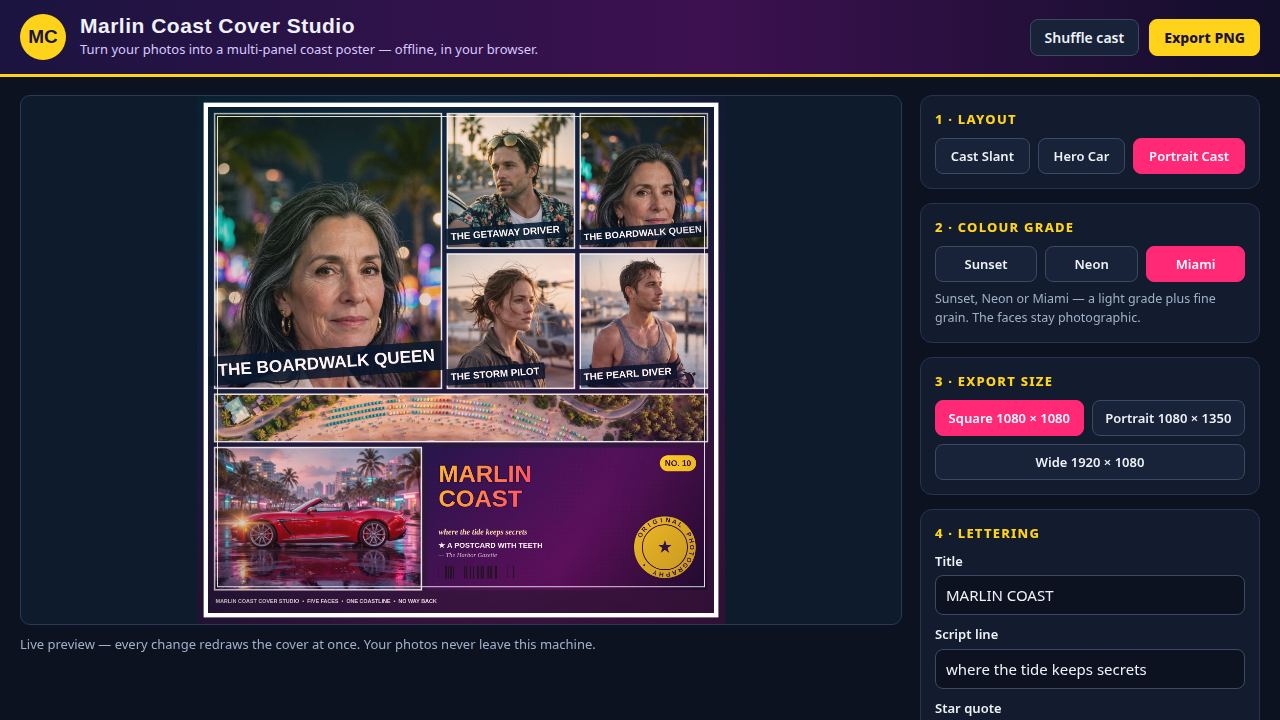 MC
Marlin Coast Cover Studio
Turn your photos into a multi-panel coast poster — offline, in your browser.
Shuffle cast
Export PNG
THE BOARDWALK QUEEN
THE GETAWAY DRIVER
THE BOARDWALK QUEEN
THE STORM PILOT
THE PEARL DIVER
MARLIN
COAST
NO. 10
where the tide keeps secrets
★ A POSTCARD WITH TEETH
— The Harbor Gazette
ORIGINAL PHOTOGRAPHY •
MARLIN COAST COVER STUDIO • FIVE FACES • ONE COASTLINE • NO WAY BACK
Live preview — every change redraws the cover at once. Your photos never leave this machine.
1 · LAYOUT
Cast Slant
Hero Car
Portrait Cast
2 · COLOUR GRADE
Sunset
Neon
Miami
Sunset, Neon or Miami — a light grade plus fine
grain. The faces stay photographic.
3 · EXPORT SIZE
Square 1080 × 1080
Portrait 1080 × 1350
Wide 1920 × 1080
4 · LETTERING
Title
MARLIN COAST
Script line
where the tide keeps secrets
Star quote